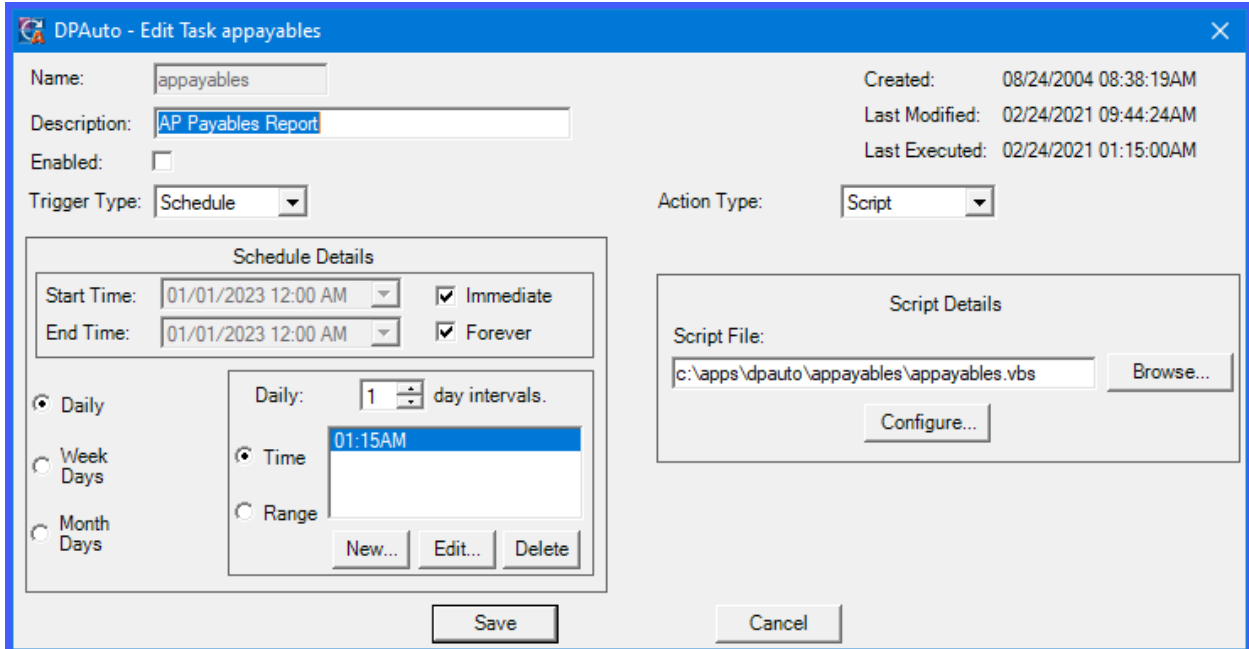 DPAuto - Edit Task appayables
Name: appayables
Created: 08/24/2004 08:38:19AM
Description: AP Payables Report
Last Modified: 02/24/2021 09:44:24AM
Enabled:
Last Executed: 02/24/2021 01:15:00AM
Trigger Type: Schedule
Action Type: Script
Schedule Details
Start Time: 01/01/2023 12:00 AM Immediate
End Time: 01/01/2023 12:00 AM Forever
Daily
Week
Days
Month
Days
Daily: 1 day intervals.
Time
01:15AM
Range
New... Edit... Delete
Script Details
Script File:
c:\apps\dpauto\appayables\appayables.vbs Browse...
Configure...
Save Cancel